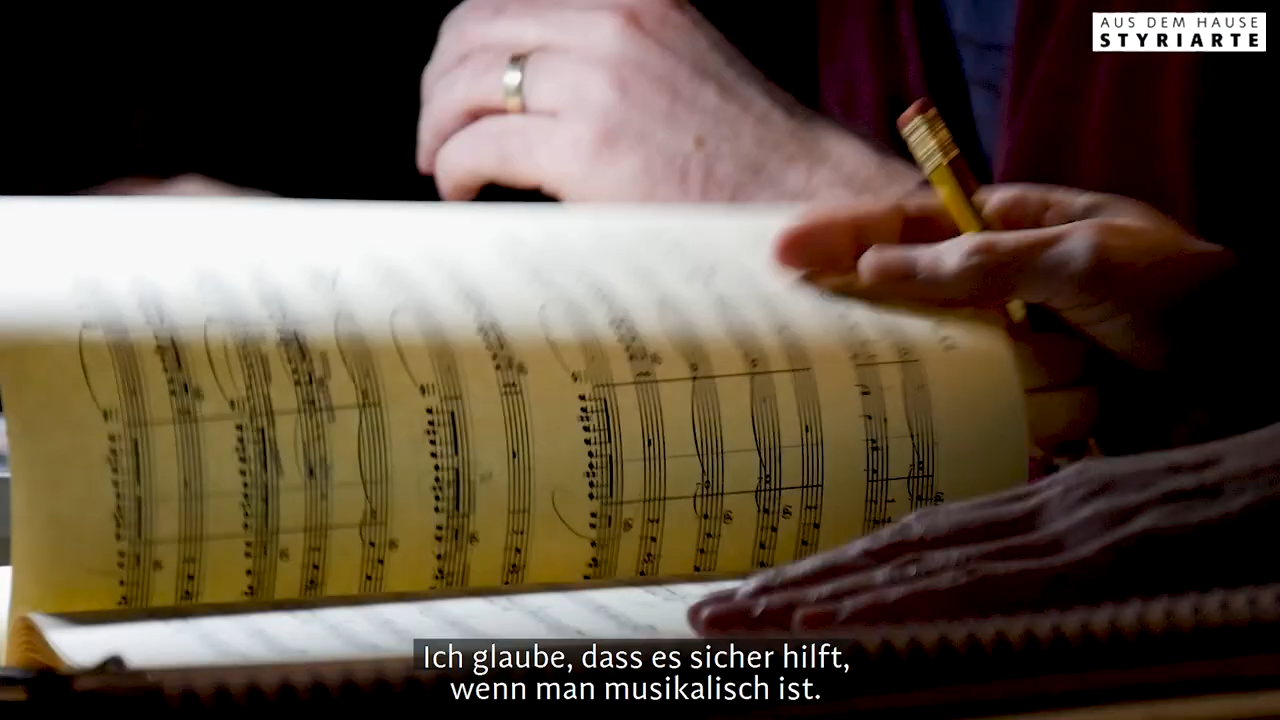 AUS DEM HAUSE
STYRIARTE
Ich glaube, dass es sicher hilft,
wenn man musikalisch ist.